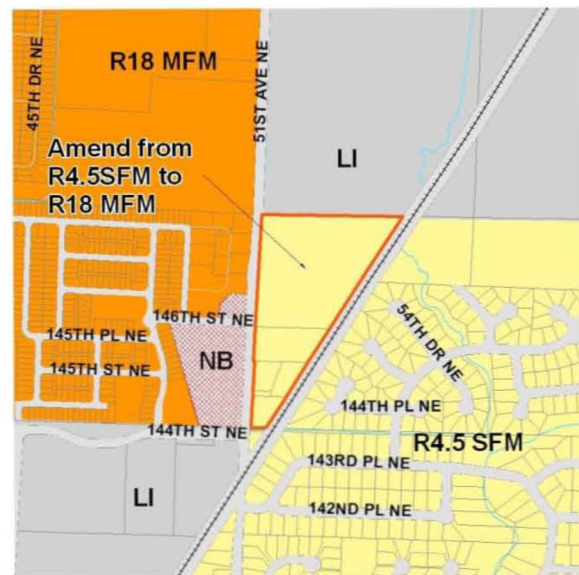 R18 MFM
45TH DR NE
51ST AVE NE
LI
Amend from
R4.5SFM to
R18 MFM
146TH ST NE
145TH PL NE
145TH ST NE
NB
54TH DR NE
144TH PL NE
144TH ST NE
R4.5 SFM
143RD PL NE
LI
142ND PL NE